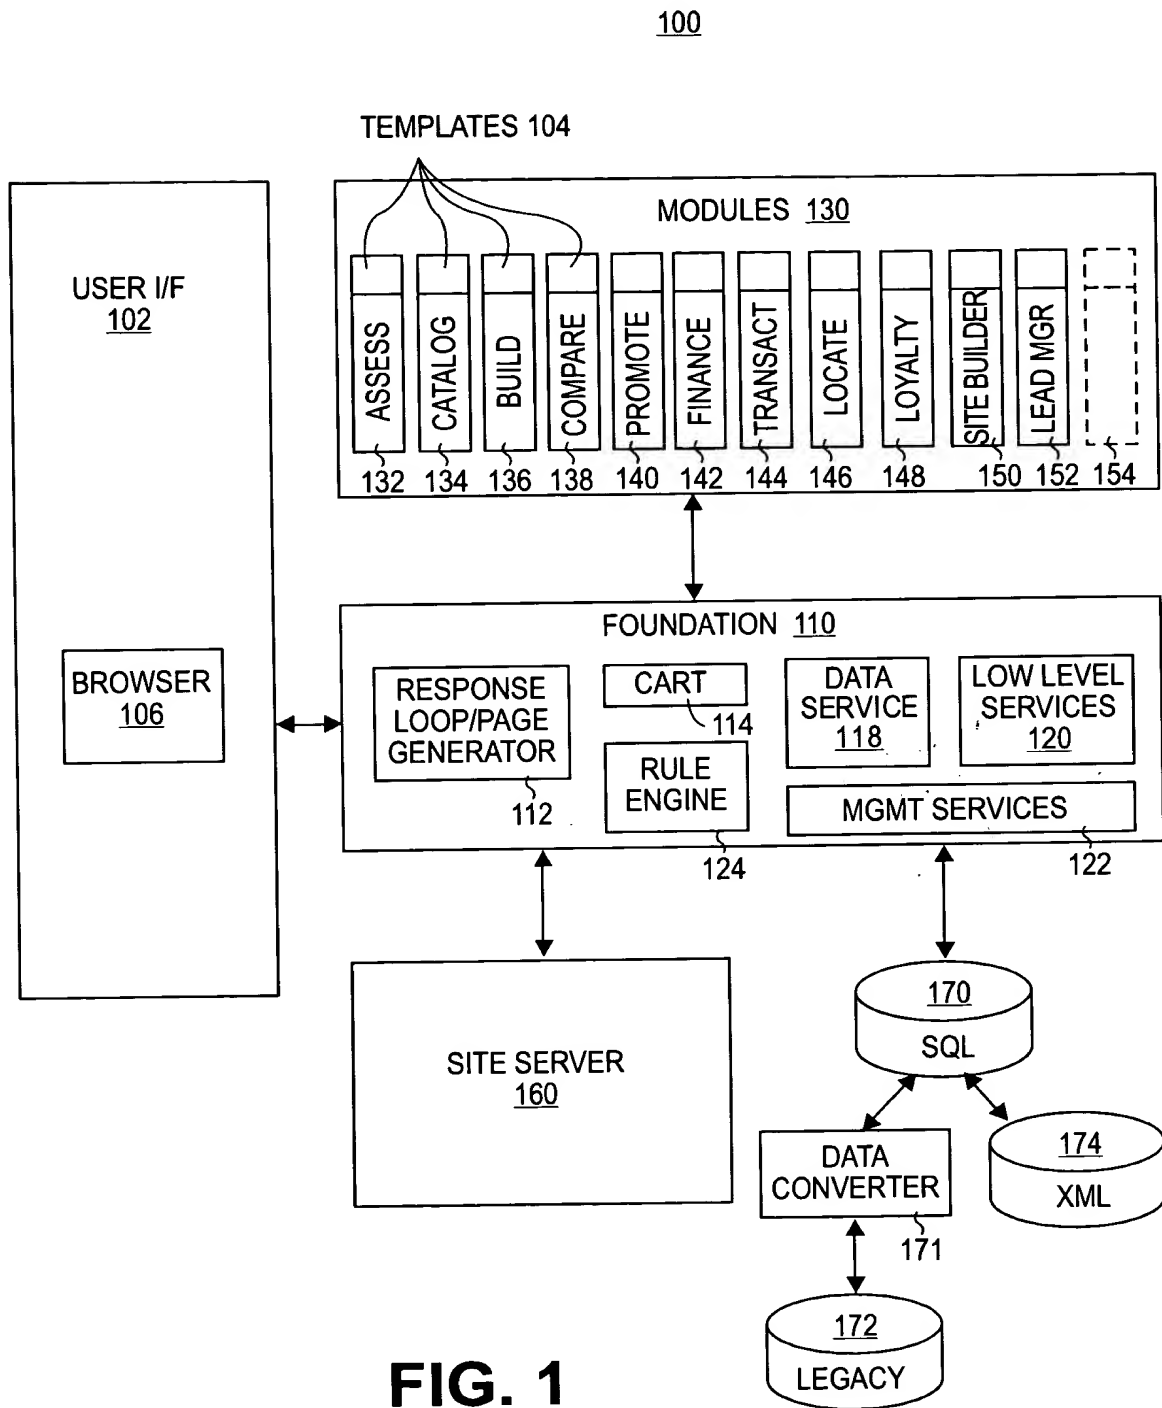 100
TEMPLATES 104
USER I/F
102
BROWSER
106
MODULES 130
ASSESS
CATALOG
BUILD
COMPARE
PROMOTE
FINANCE
TRANSACT
LOCATE
LOYALTY
SITE BUILDER
LEAD MGR
132
134
136
138
140
142
144
146
148
150
152
154
FOUNDATION 110
RESPONSE
LOOP/PAGE
GENERATOR
112
CART
114
RULE
ENGINE
124
DATA
SERVICE
118
LOW LEVEL
SERVICES
120
MGMT SERVICES
122
SITE SERVER
160
170
SQL
DATA
CONVERTER
171
174
XML
172
LEGACY
FIG. 1